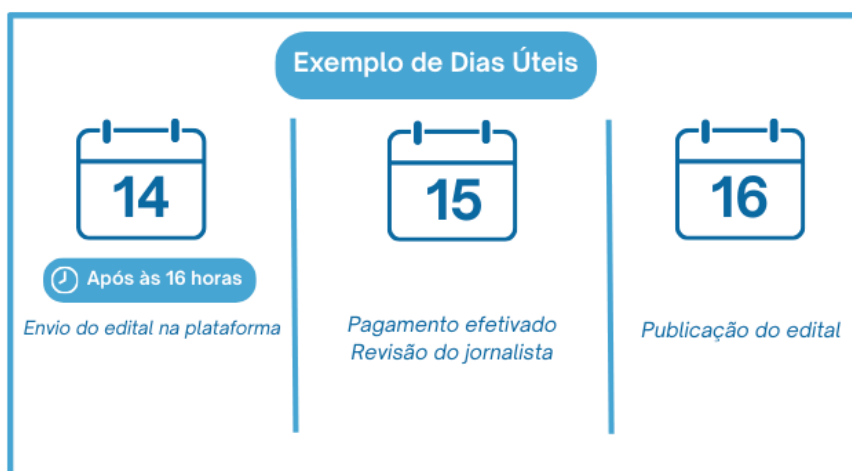 Exemplo de Dias Úteis
14
Após às 16 horas
Envio do edital na plataforma
15
Pagamento efetivado
Revisão do jornalista
16
Publicação do edital